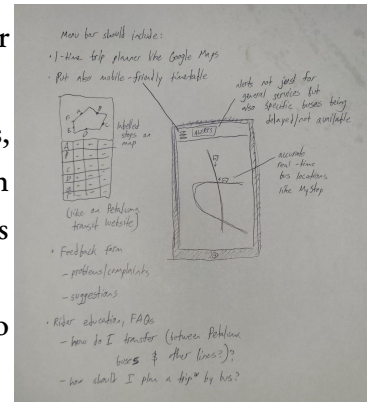 r
s,
n
s
o
Menu bar should include:
• 1-time trip planner like Google Maps
- Put also mobile-friendly timetable
labelled
stops on
map
(like on Petaluma
transit website)
ALERTS
alerts not just for
general services but
also specific buses being
delayed/not available
accurate
real-time
bus locations
like MyStop
• Feedback form
- problems/complaints
- suggestions
• Rider education, FAQs
- how do I transfer (between Petaluma
buses & other lines?)?
- how should I plan a trip* by bus?